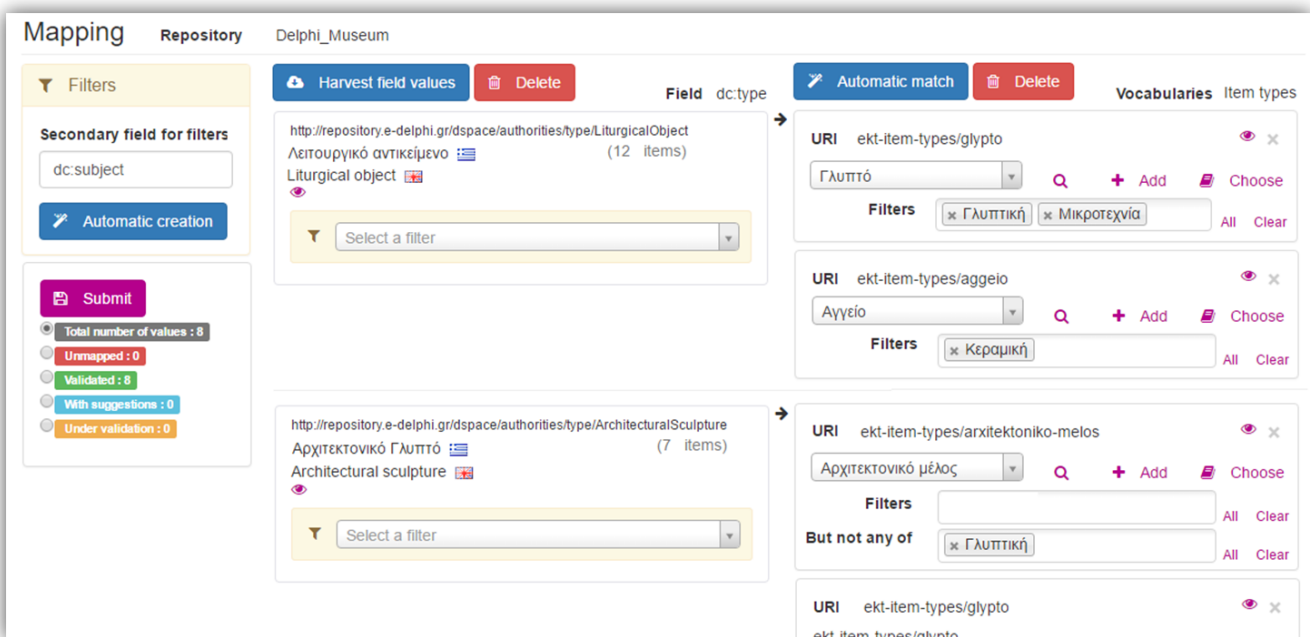 Mapping Repository Delphi_Museum
Filters
Secondary field for filters
dc:subject
Automatic creation
Submit
Total number of values : 8
Unmapped : 0
Validated : 8
With suggestions : 0
Under validation : 0
Harvest field values Delete Field dc:type
http://repository.e-delphi.gr/dspace/authorities/type/LiturgicalObject
Λειτουργικό αντικείμενο (12 items)
Liturgical object
Select a filter
http://repository.e-delphi.gr/dspace/authorities/type/ArchitecturalSculpture
Αρχιτεκτονικό Γλυπτό (7 items)
Architectural sculpture
Select a filter
Automatic match Delete Vocabularies Item types
URI ekt-item-types/glypto
Γλυπτό Add Choose
Filters × Γλυπτική × Μικροτεχνία All Clear
URI ekt-item-types/aggeio
Αγγείο Add Choose
Filters × Κεραμική All Clear
URI ekt-item-types/arxitektoniko-melos
Αρχιτεκτονικό μέλος Add Choose
Filters All Clear
But not any of × Γλυπτική All Clear
URI ekt-item-types/glypto
ekt-item-types/glypto